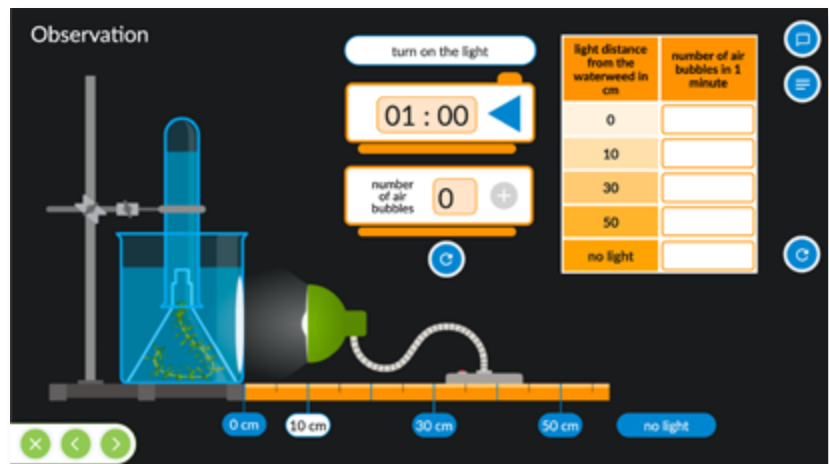 Observation
turn on the light
01 : 00
number
of air
bubbles
0
light distance
from the
waterweed in
cm
number of air
bubbles in 1
minute
0
10
30
50
no light
0 cm
10 cm
30 cm
50 cm
no light